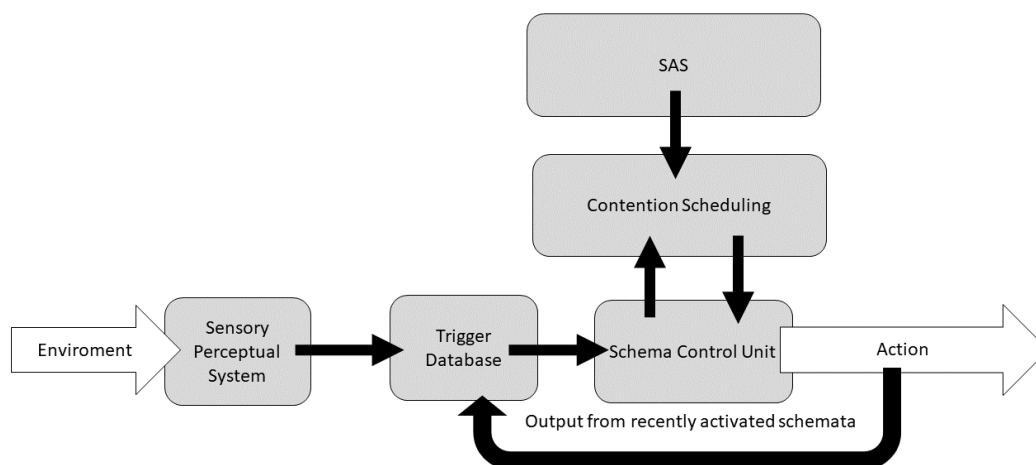 SAS
Contention Scheduling
Enviroment
Sensory
Perceptual
System
Trigger
Database
Schema Control Unit
Action
Output from recently activated schemata